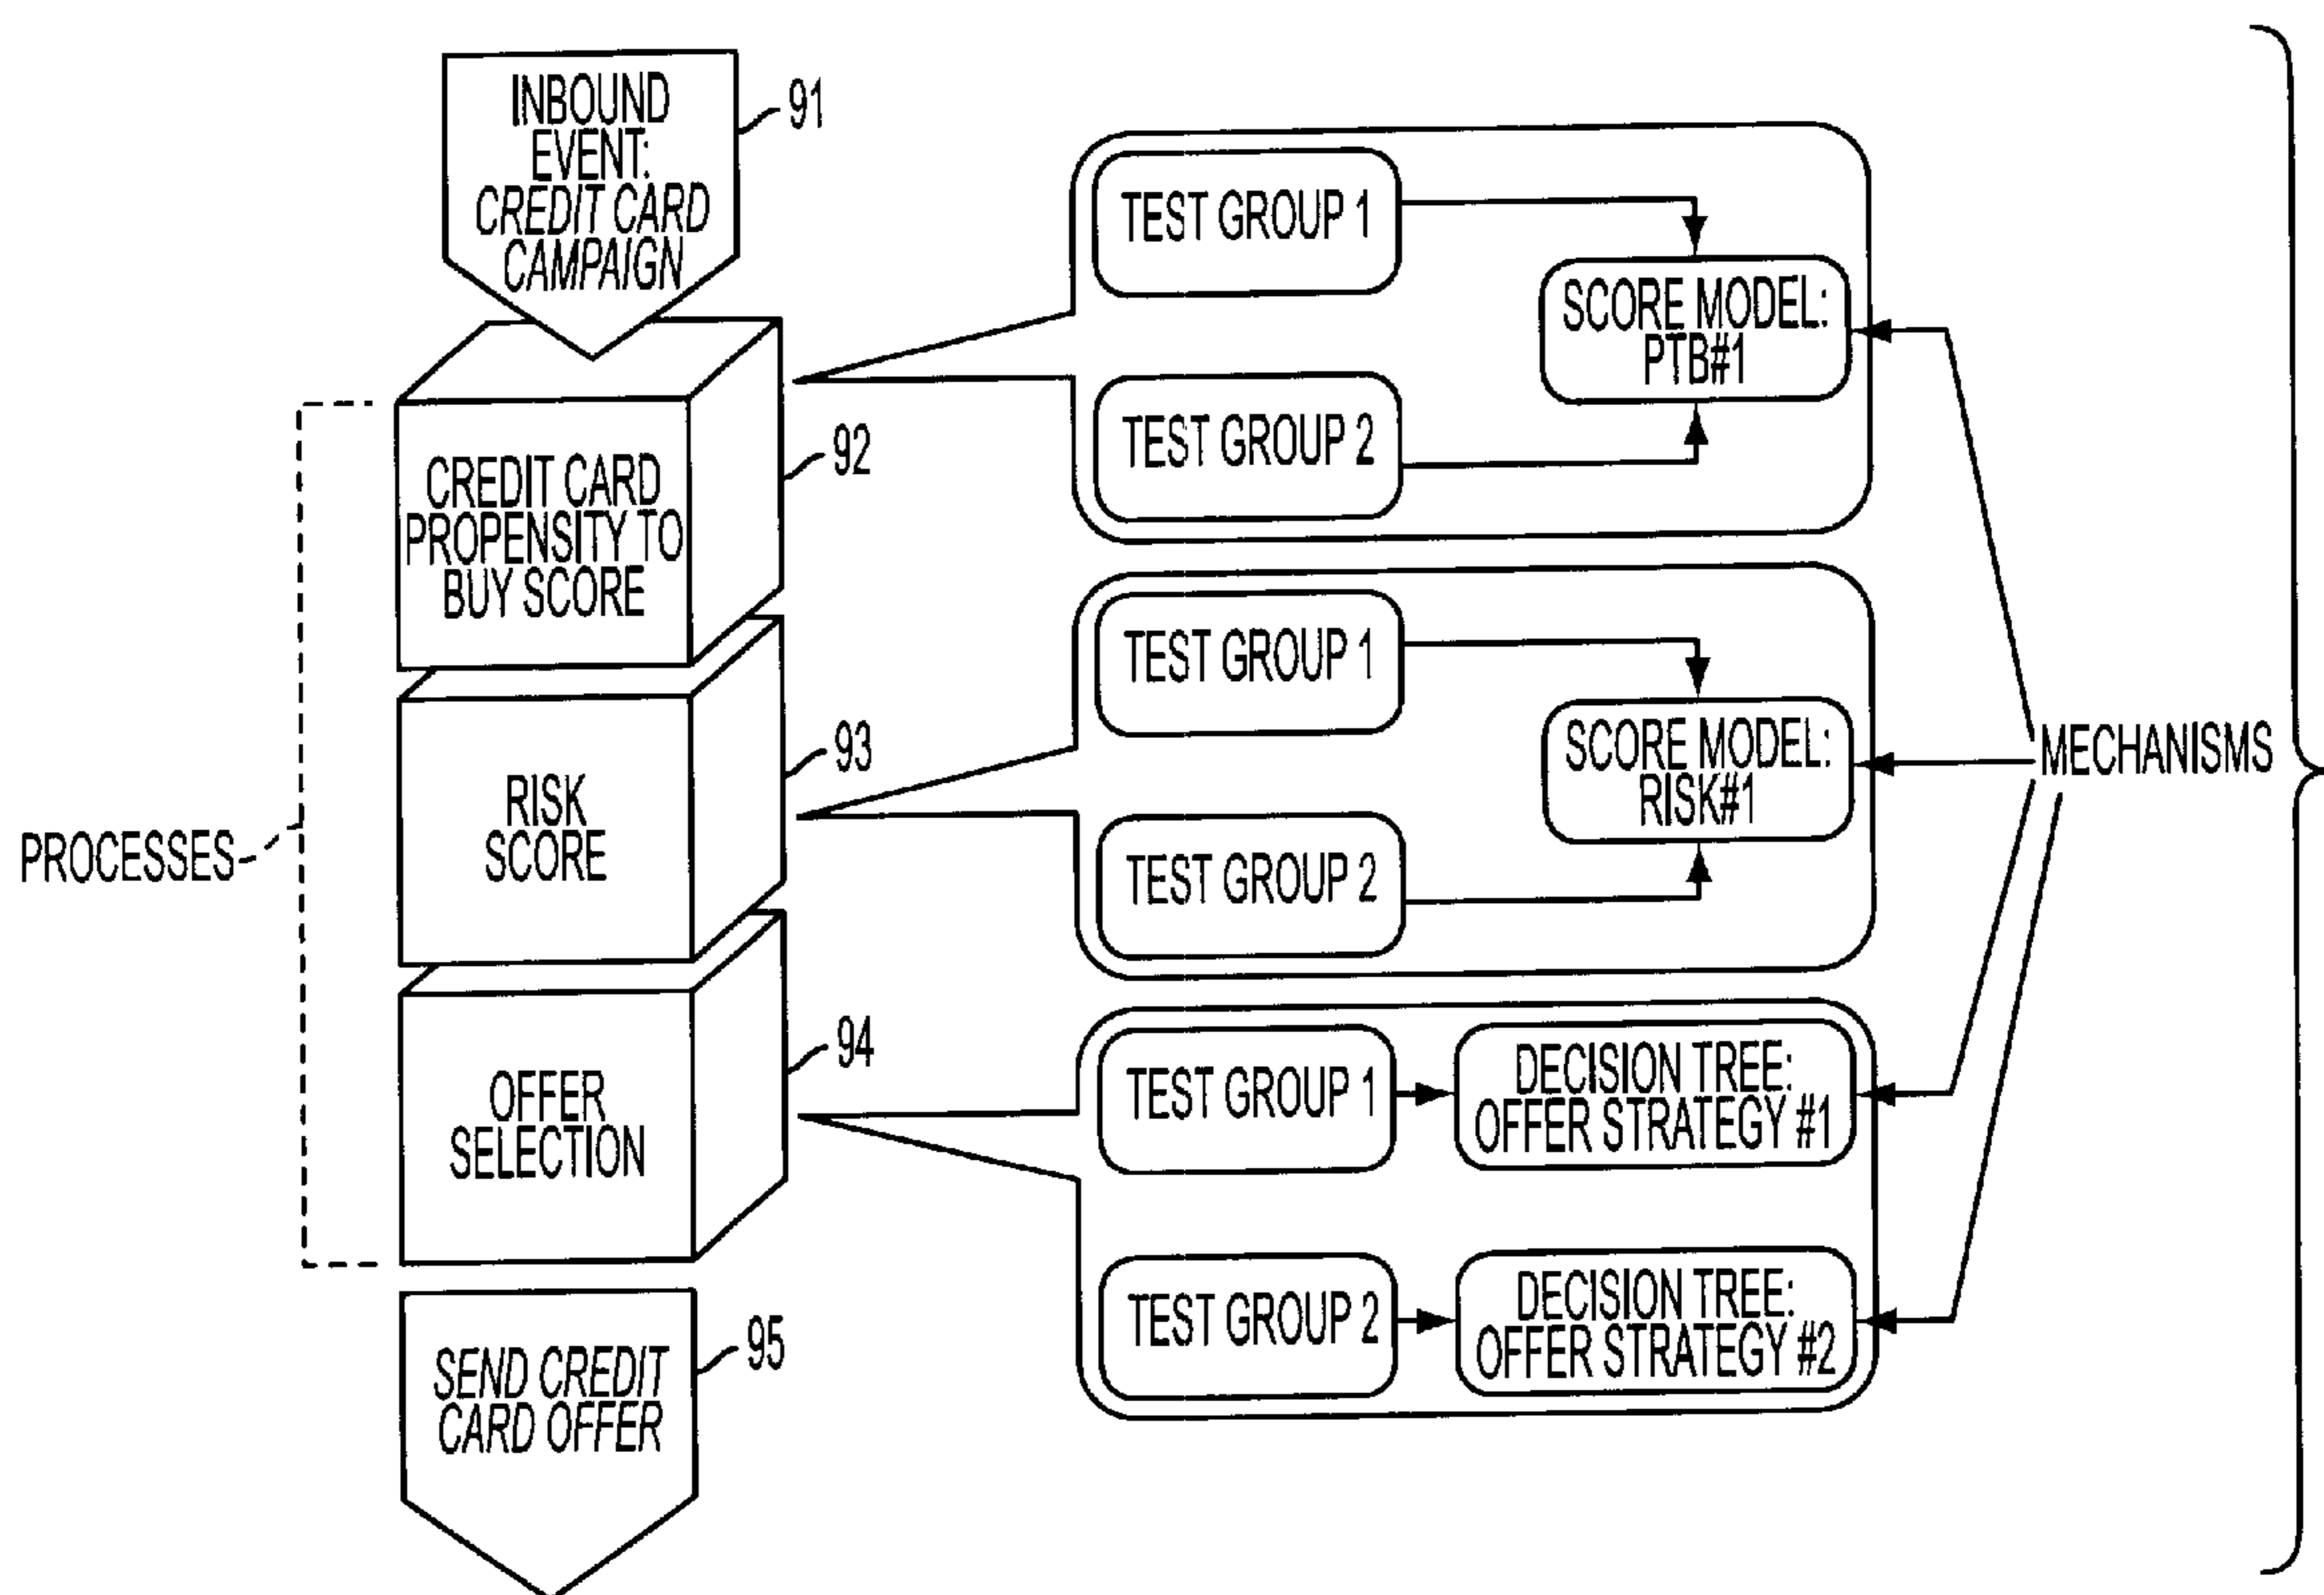 INBOUND
EVENT:
CREDIT CARD
CAMPAIGN
91
CREDIT CARD
PROPENSITY TO
BUY SCORE
92
RISK
SCORE
93
OFFER
SELECTION
94
SEND CREDIT
CARD OFFER
95
PROCESSES
TEST GROUP 1
TEST GROUP 2
SCORE MODEL:
PTB#1
TEST GROUP 1
TEST GROUP 2
SCORE MODEL:
RISK#1
TEST GROUP 1
DECISION TREE:
OFFER STRATEGY #1
TEST GROUP 2
DECISION TREE:
OFFER STRATEGY #2
MECHANISMS